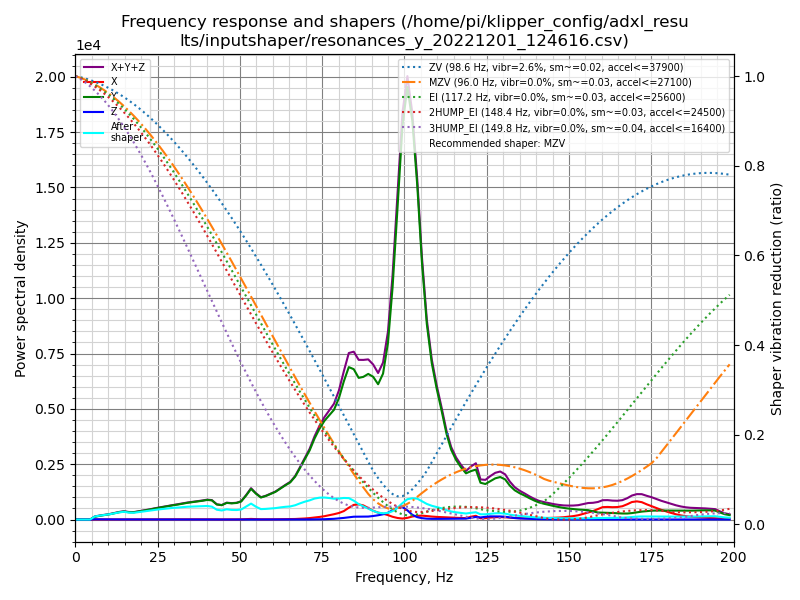 Frequency response and shapers (/home/pi/klipper_config/adxl_resu
lts/inputshaper/resonances_y_20221201_124616.csv)
1e4
X+Y+Z
X
Y
Z
After
shaper
ZV (98.6 Hz, vibr=2.6%, sm~=0.02, accel<=37900)
MZV (96.0 Hz, vibr=0.0%, sm~=0.03, accel<=27100)
EI (117.2 Hz, vibr=0.0%, sm~=0.03, accel<=25600)
2HUMP_EI (148.4 Hz, vibr=0.0%, sm~=0.03, accel<=24500)
3HUMP_EI (149.8 Hz, vibr=0.0%, sm~=0.04, accel<=16400)
Recommended shaper: MZV
Power spectral density
2.00
1.75
1.50
1.25
1.00
0.75
0.50
0.25
0.00
1.0
0.8
0.6
0.4
0.2
0.0
Shaper vibration reduction (ratio)
0 25 50 75 100 125 150 175 200
Frequency, Hz